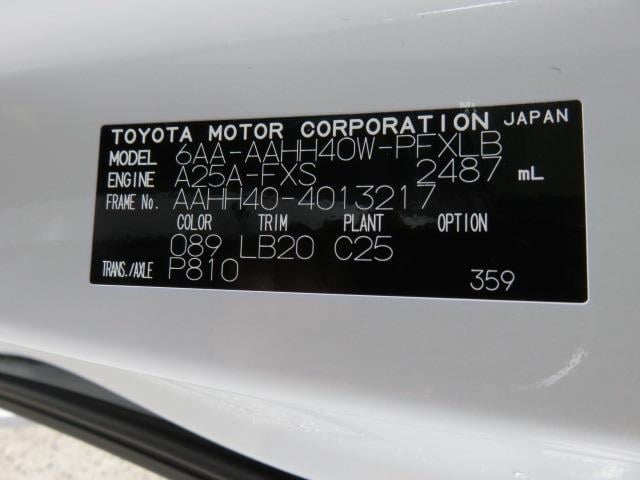 TOYOTA MOTOR CORPORATION JAPAN
MODEL 6AA-AAHH40W-PFXLB
ENGINE A25A-FXS 2487 mL
FRAME No. AAHH40-4013217
COLOR TRIM PLANT OPTION
089 LB20 C25
TRANS./AXLE P810 359